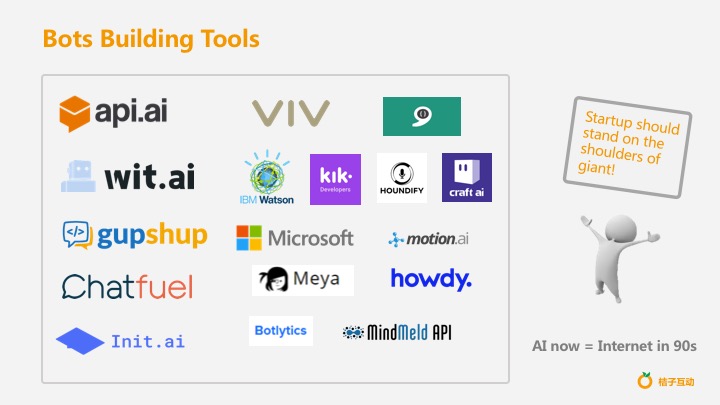 Bots Building Tools
api.ai
VIV
wit.ai
IBM Watson
kik.
Developers
HOUNDIFY
craft ai
gupshup
Microsoft
motion.ai
Chatfuel
Meya
howdy.
Init.ai
Botlytics
MindMeld API
Startup should
stand on the
shoulders of
giant!
AI now = Internet in 90s
桔子互动